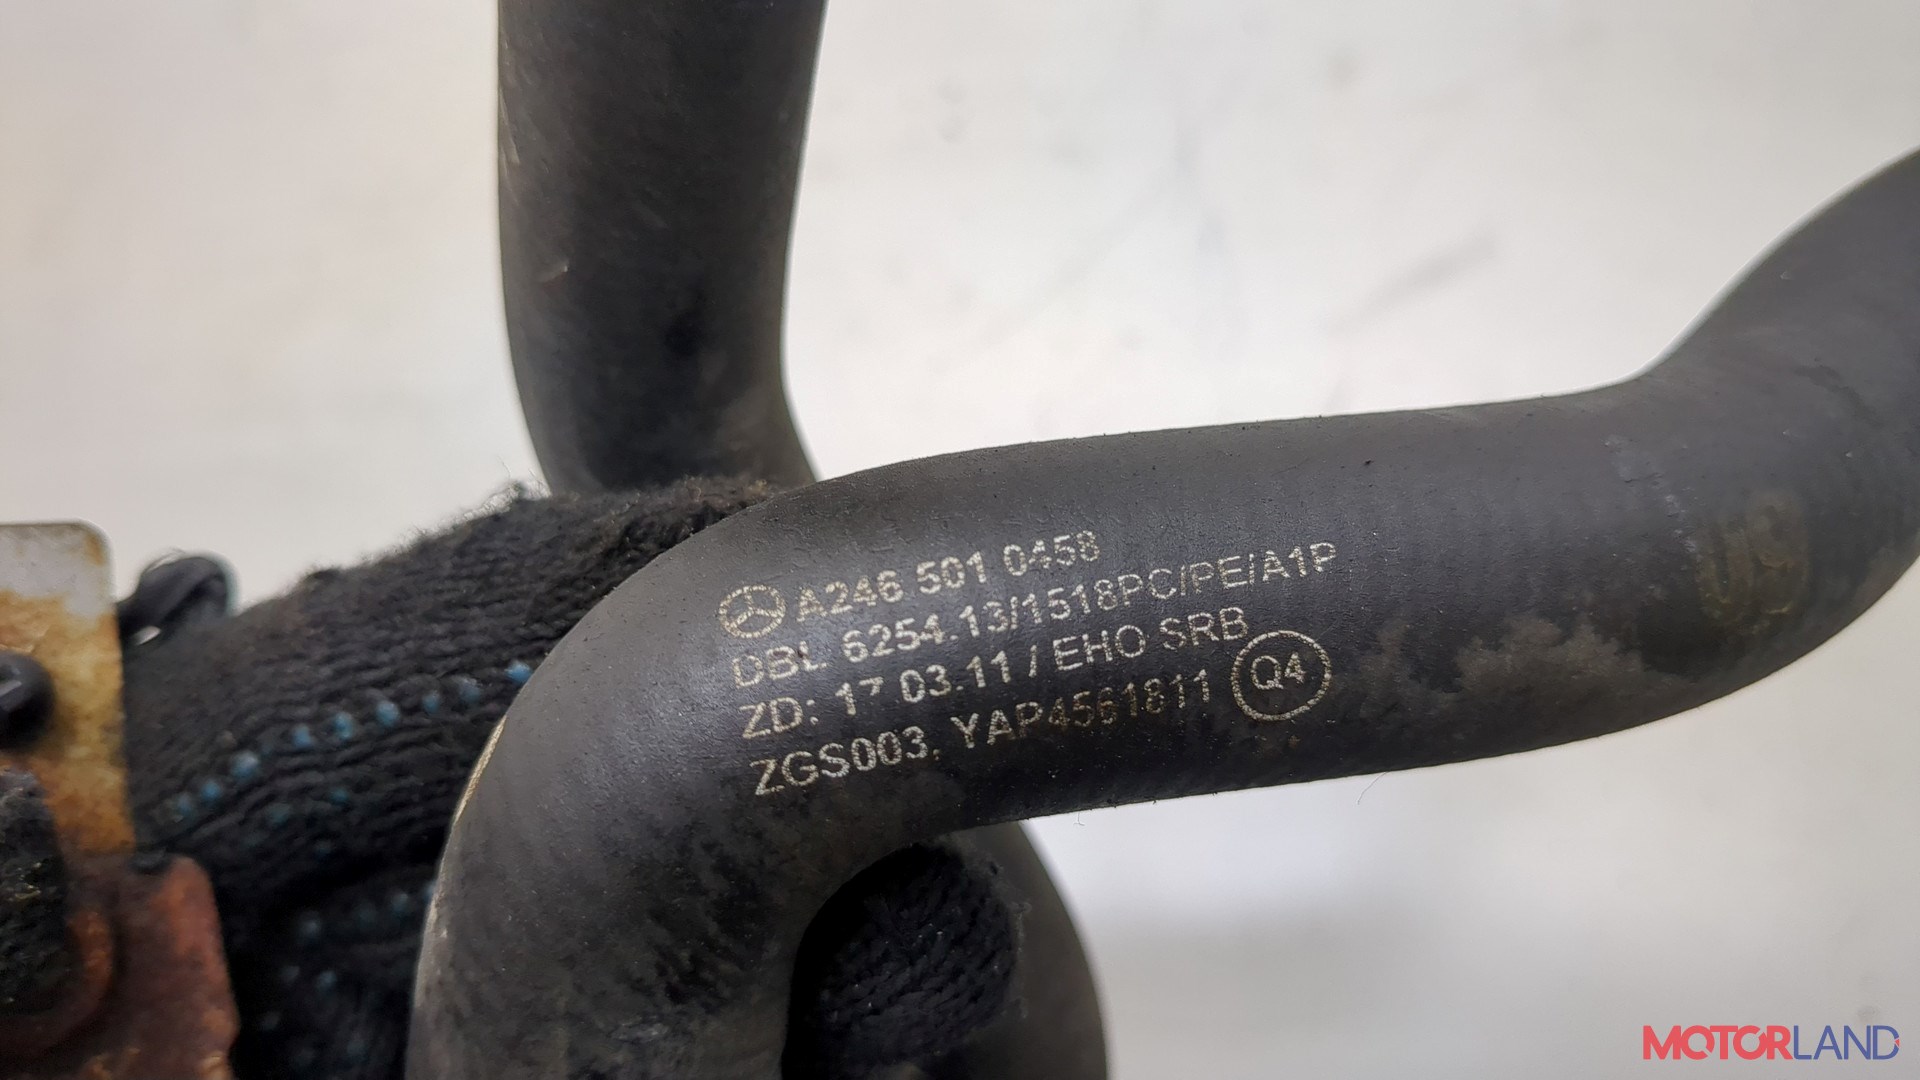 A246 501 0458
DBL 6254.13/1518PC/PE/A1P
ZD: 17 03.11 / EHO SRB
ZGS003. YAP4561811 Q4
U9
MOTORLAND